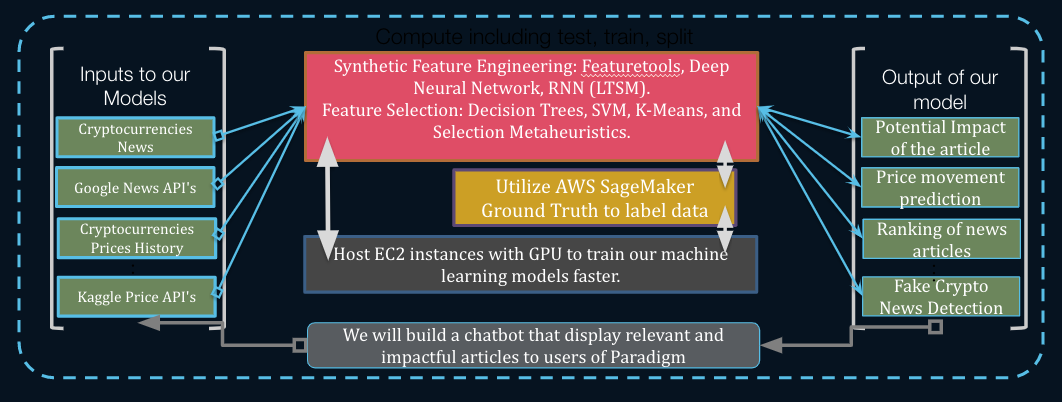 Compute including test, train, split
Inputs to our
Models
Cryptocurrencies
News
Google News API's
Cryptocurrencies
Prices History
Kaggle Price API's
Synthetic Feature Engineering: Featuretools, Deep
Neural Network, RNN (LTSM).
Feature Selection: Decision Trees, SVM, K-Means, and
Selection Metaheuristics.
Utilize AWS SageMaker
Ground Truth to label data
Host EC2 instances with GPU to train our machine
learning models faster.
We will build a chatbot that display relevant and
impactful articles to users of Paradigm
Output of our
model
Potential Impact
of the article
Price movement
prediction
Ranking of news
articles
Fake Crypto
News Detection